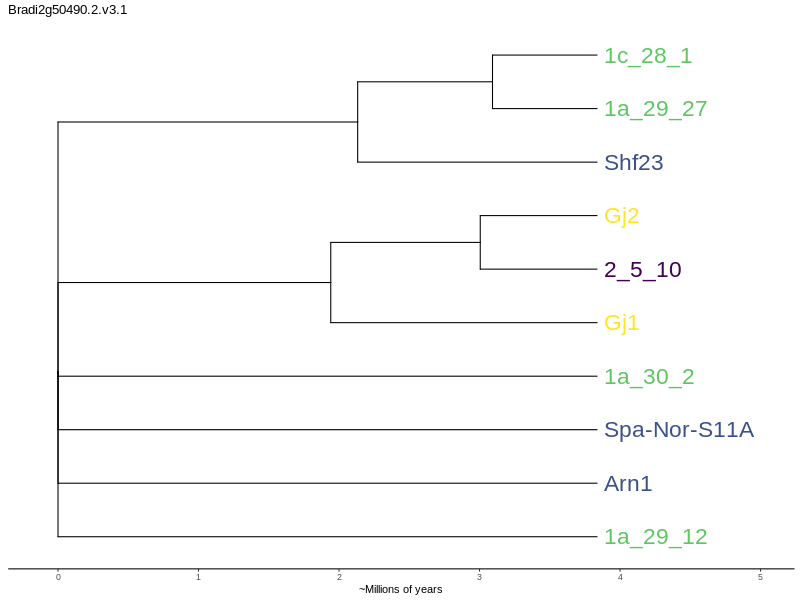 Bradi2g50490.2.v3.1
1c_28_1
1a_29_27
Shf23
Gj2
2_5_10
Gj1
1a_30_2
Spa-Nor-S11A
Arn1
1a_29_12
0 1 2 3 4 5
~Millions of years